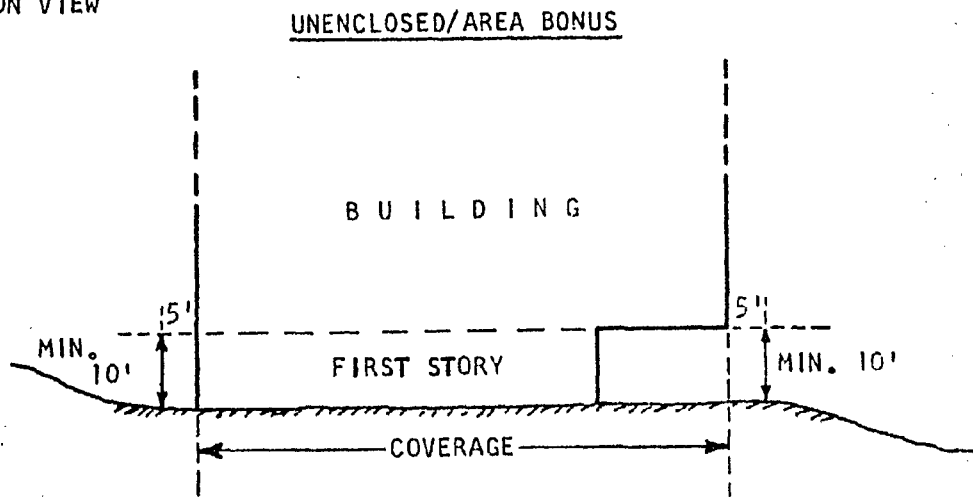 ON VIEW
UNENCLOSED/AREA BONUS
BUILDING
5'
5'
MIN.
10'
FIRST STORY
MIN. 10'
COVERAGE